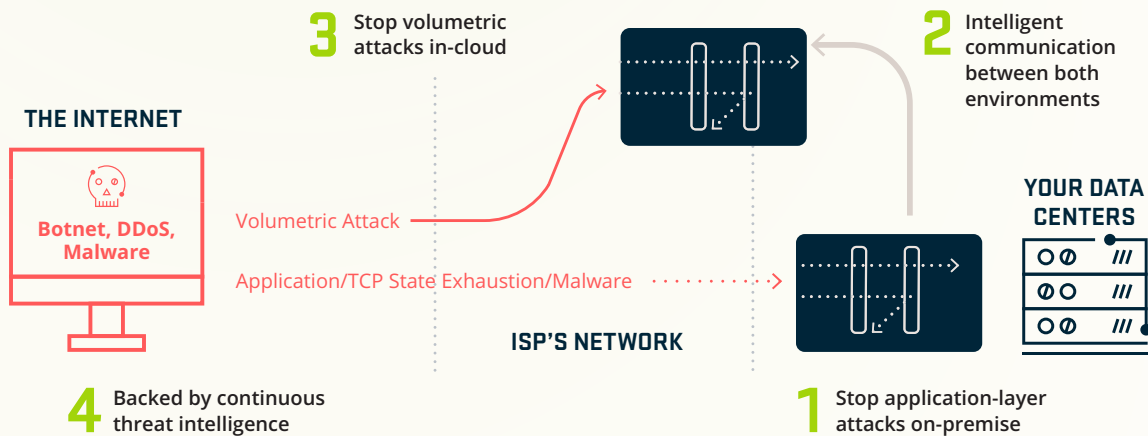 3
Stop volumetric
attacks in-cloud
2
Intelligent
communication
between both
environments
THE INTERNET
Botnet, DDoS,
Malware
Volumetric Attack
Application/TCP State Exhaustion/Malware
ISP'S NETWORK
YOUR DATA
CENTERS
4
Backed by continuous
threat intelligence
1
Stop application-layer
attacks on-premise